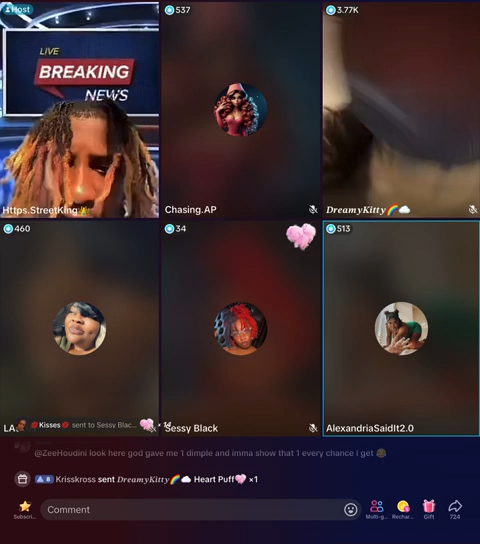 Host
537
3.77K
LIVE
BREAKING
NEWS
Https.StreetKing
Chasing.AP
DreamyKitty🌈☁️
460
34
513
LA
💋Kisses💋 sent to Sessy Blac...
Sessy Black
AlexandriaSaidIt2.0
@ZeeHoudini look here god gave me 1 dimple and imma show that 1 every chance I get 😂
8 Krisskross sent DreamyKitty🌈☁️ Heart Puff ×1
Comment
Subscri...
Multi-g...
Rechar...
Gift
724